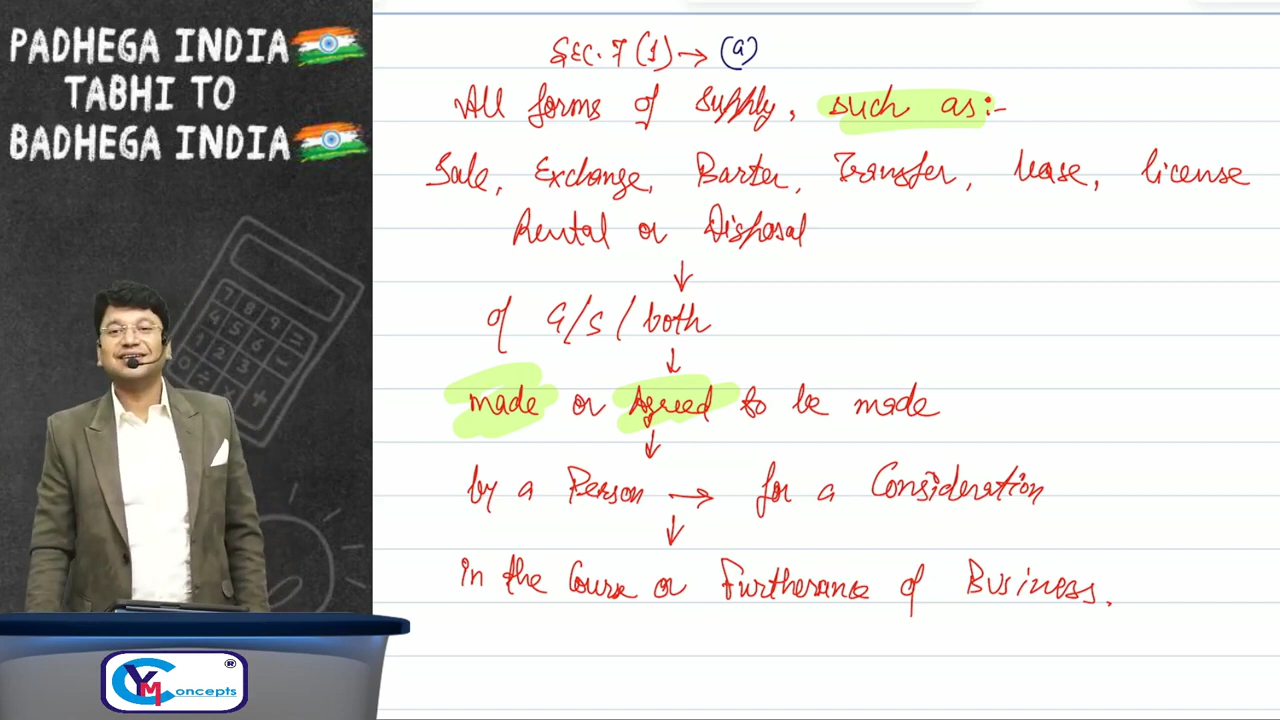 PADHEGA INDIA
TABHI TO
BADHEGA INDIA
SEC. 7 (1) → (a)
All forms of Supply, such as:-
Sale, Exchange, Barter, Transfer, lease, license
Rental or Disposal
↓
of G/S/both
↓
made or Agreed to be made
↓
by a Person → for a Consideration
↓
in the Course or Furtherance of Business.
YM Concepts ®